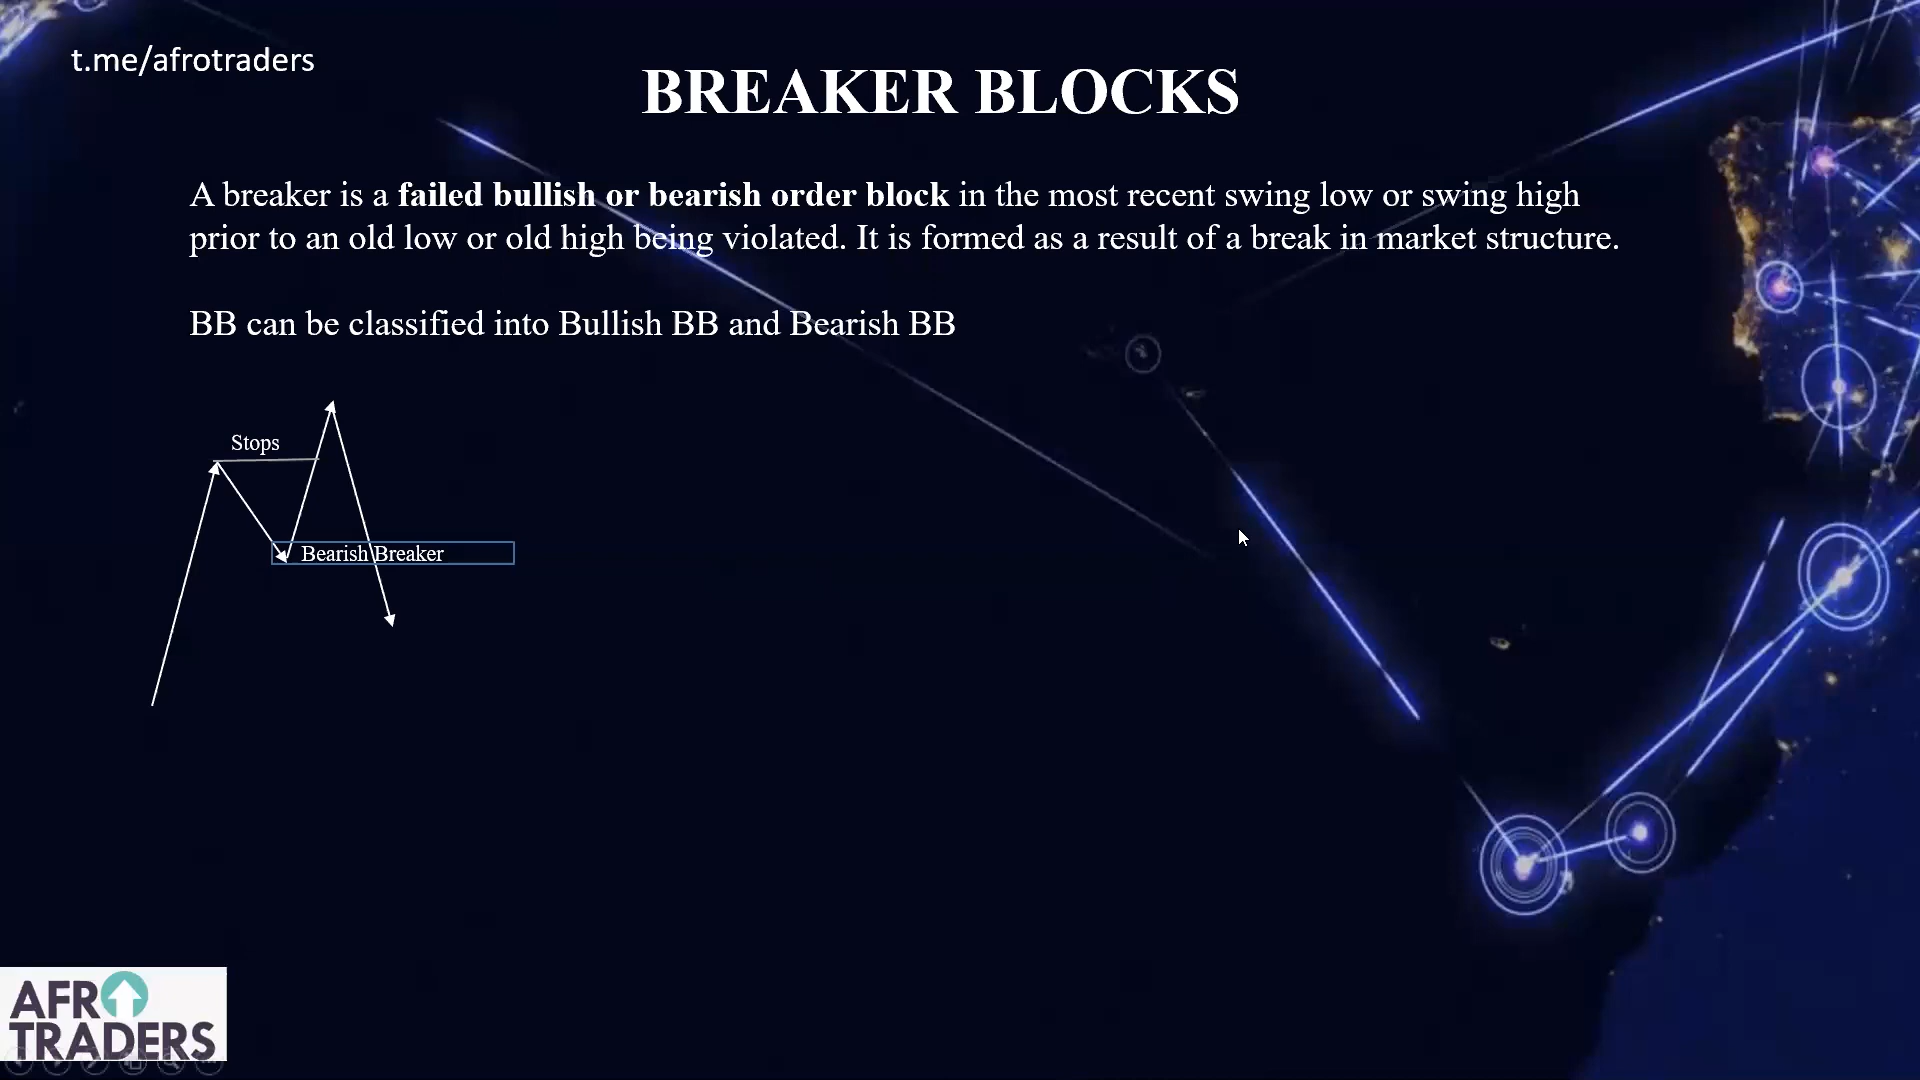 t.me/afrotraders
BREAKER BLOCKS
A breaker is a failed bullish or bearish order block in the most recent swing low or swing high
prior to an old low or old high being violated. It is formed as a result of a break in market structure.
BB can be classified into Bullish BB and Bearish BB
Stops
Bearish Breaker
AFRO
TRADERS